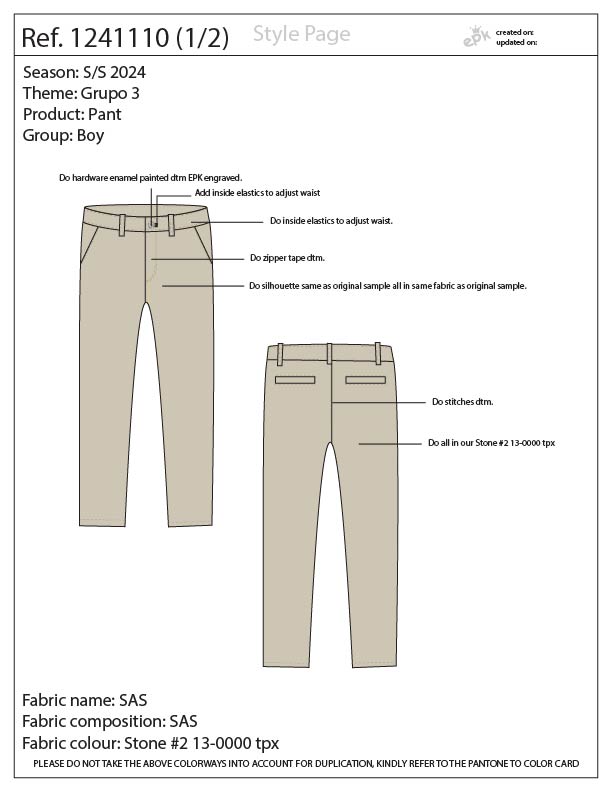 Ref. 1241110 (1/2)
Style Page
epk
created on:
updated on:
Season: S/S 2024
Theme: Grupo 3
Product: Pant
Group: Boy
Do hardware enamel painted dtm EPK engraved.
Add inside elastics to adjust waist
Do inside elastics to adjust waist.
Do zipper tape dtm.
Do silhouette same as original sample all in same fabric as original sample.
Do stitches dtm.
Do all in our Stone #2 13-0000 tpx
Fabric name: SAS
Fabric composition: SAS
Fabric colour: Stone #2 13-0000 tpx
PLEASE DO NOT TAKE THE ABOVE COLORWAYS INTO ACCOUNT FOR DUPLICATION, KINDLY REFER TO THE PANTONE TO COLOR CARD